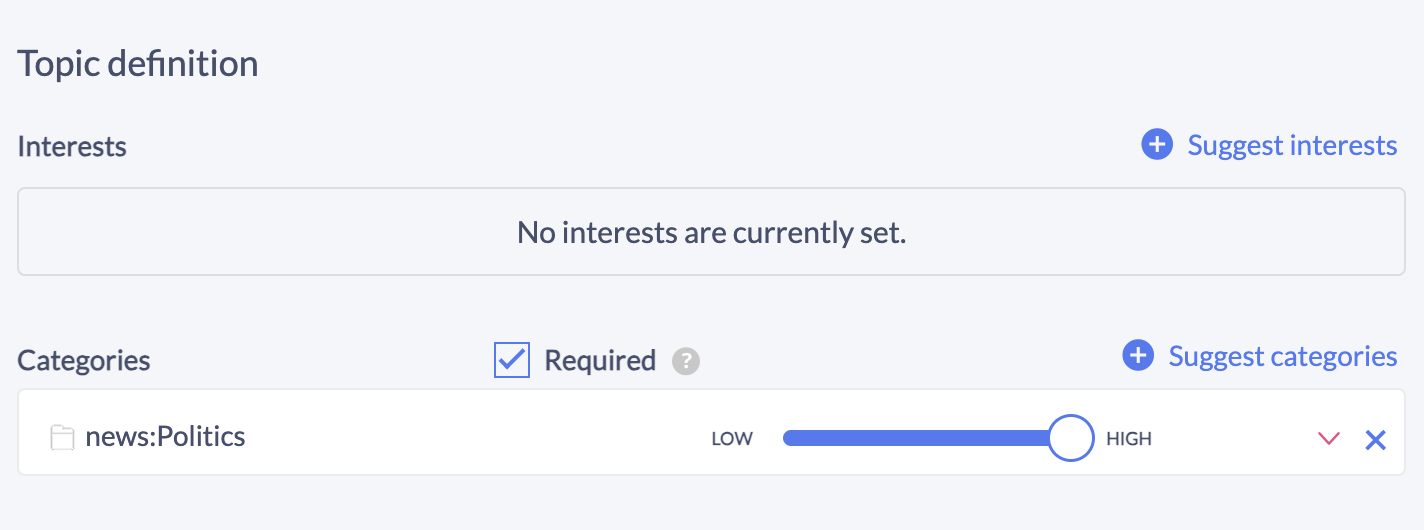 Topic definition
Interests
Suggest interests
No interests are currently set.
Categories
Required ?
Suggest categories
news:Politics
LOW
HIGH